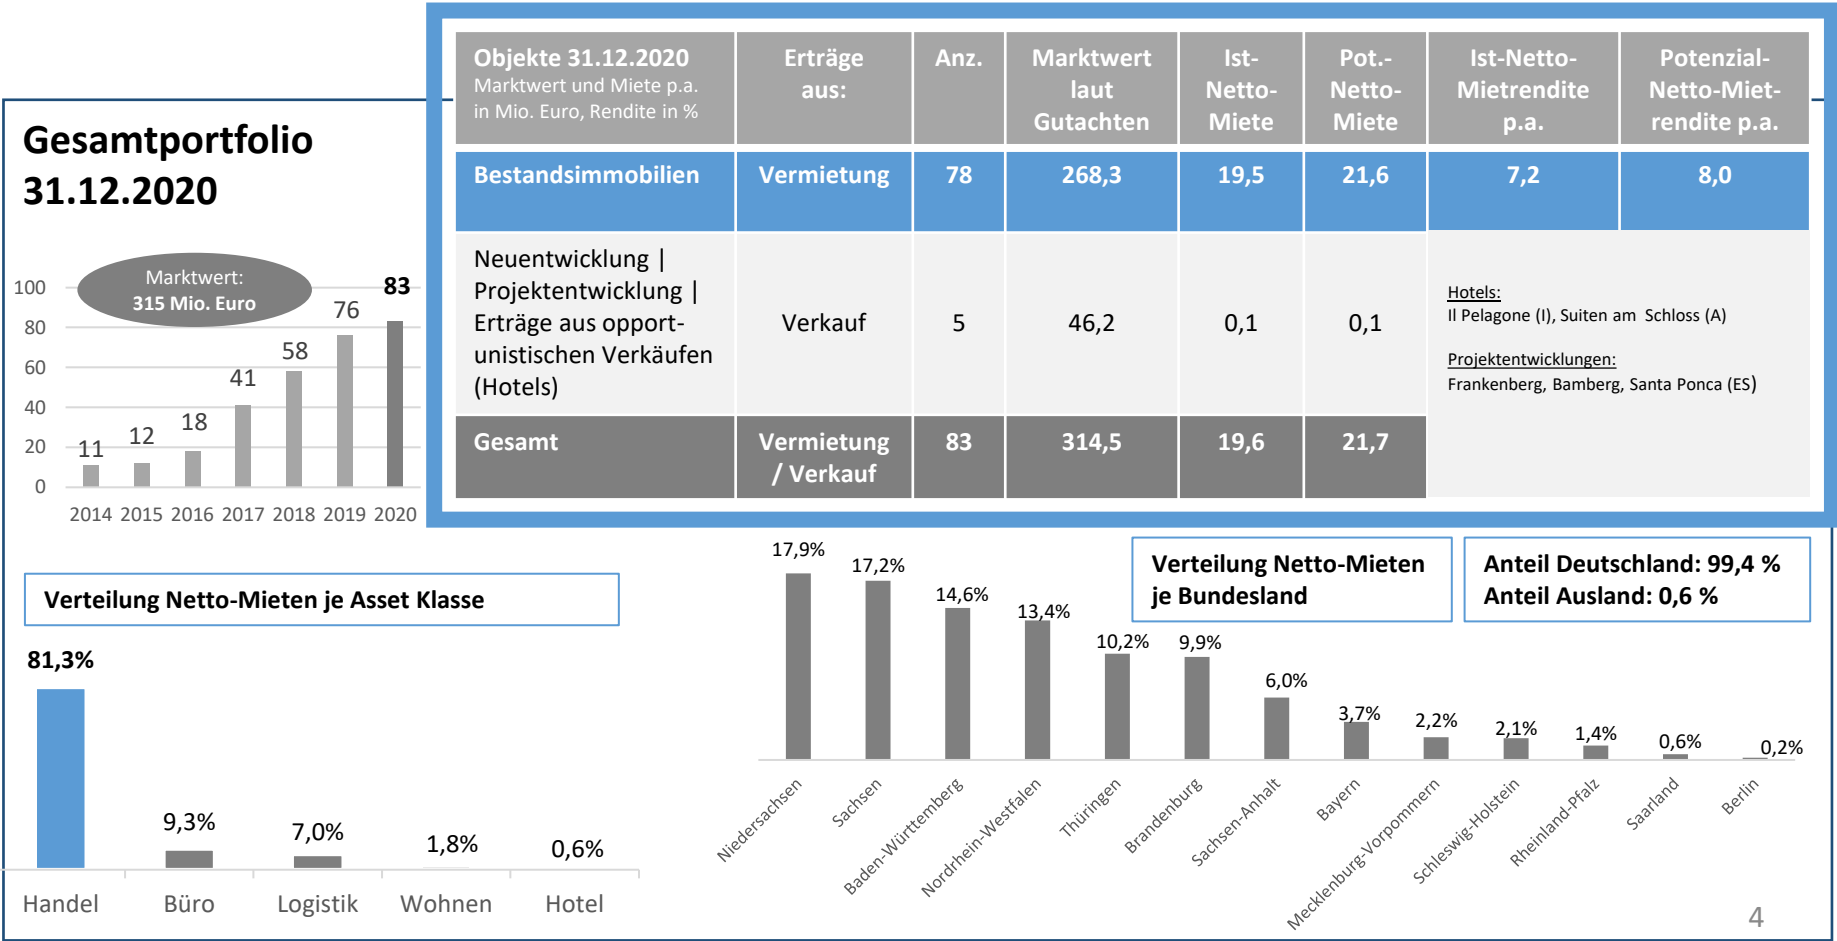 Gesamtportfolio
31.12.2020
Marktwert:
315 Mio. Euro
100
80
60
40
20
0
11
12
18
41
58
76
83
2014 2015 2016 2017 2018 2019 2020
Objekte 31.12.2020
Marktwert und Miete p.a.
in Mio. Euro, Rendite in %
Erträge
aus:
Anz.
Marktwert
laut
Gutachten
Ist-
Netto-
Miete
Pot.-
Netto-
Miete
Ist-Netto-
Mietrendite
p.a.
Potenzial-
Netto-Miet-
rendite p.a.
Bestandsimmobilien Vermietung 78 268,3 19,5 21,6 7,2 8,0
Neuentwicklung |
Projektentwicklung |
Erträge aus opport-
unistischen Verkäufen
(Hotels)
Verkauf 5 46,2 0,1 0,1
Hotels:
Il Pelagone (I), Suiten am Schloss (A)
Projektentwicklungen:
Frankenberg, Bamberg, Santa Ponca (ES)
Gesamt
Vermietung
/ Verkauf
83 314,5 19,6 21,7
Verteilung Netto-Mieten je Asset Klasse
81,3%
9,3%
7,0%
1,8%
0,6%
Handel Büro Logistik Wohnen Hotel
Verteilung Netto-Mieten
je Bundesland
Anteil Deutschland: 99,4 %
Anteil Ausland: 0,6 %
17,9%
17,2%
14,6%
13,4%
10,2%
9,9%
6,0%
3,7%
2,2%
2,1%
1,4%
0,6%
0,2%
Niedersachsen
Sachsen
Baden-Württemberg
Nordrhein-Westfalen
Thüringen
Brandenburg
Sachsen-Anhalt
Bayern
Mecklenburg-Vorpommern
Schleswig-Holstein
Rheinland-Pfalz
Saarland
Berlin
4